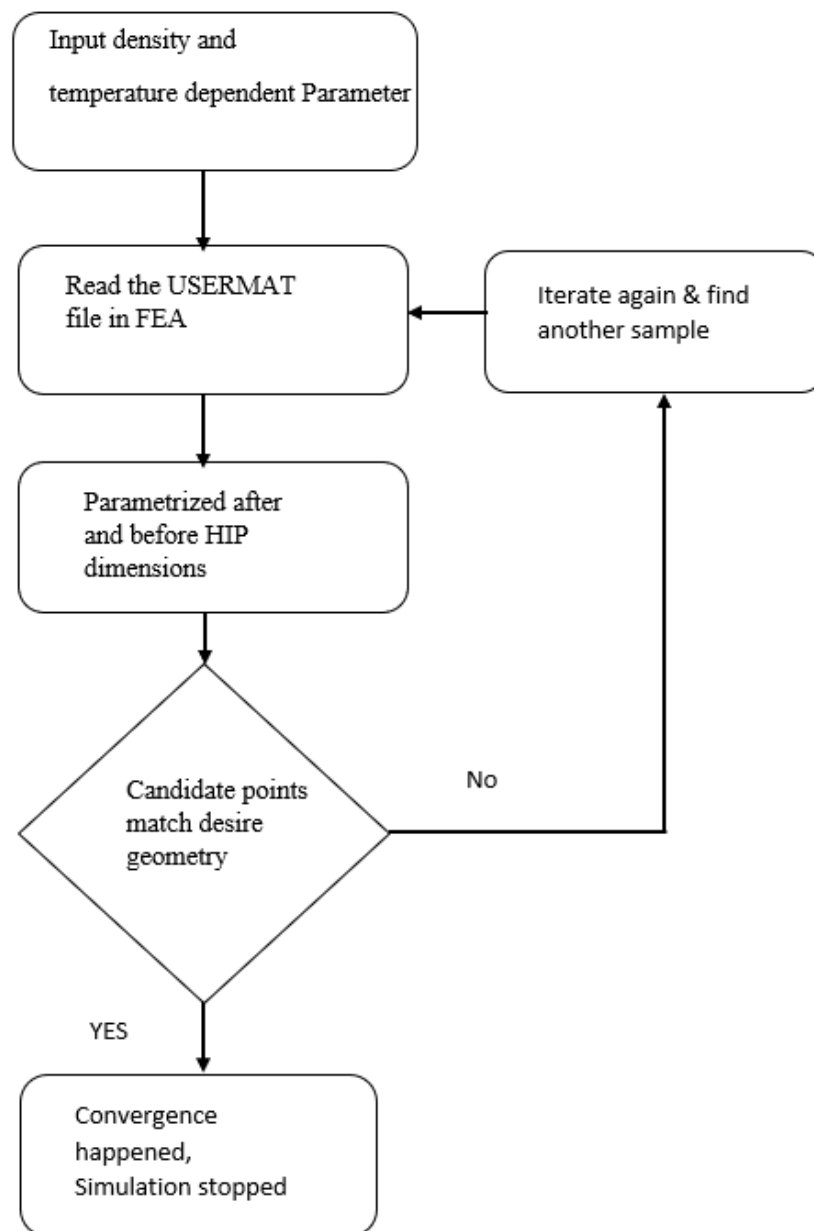 Input density and
temperature dependent Parameter
Read the USERMAT
file in FEA
Iterate again & find
another sample
Parametrized after
and before HIP
dimensions
Candidate points
match desire
geometry
No
YES
Convergence
happened,
Simulation stopped